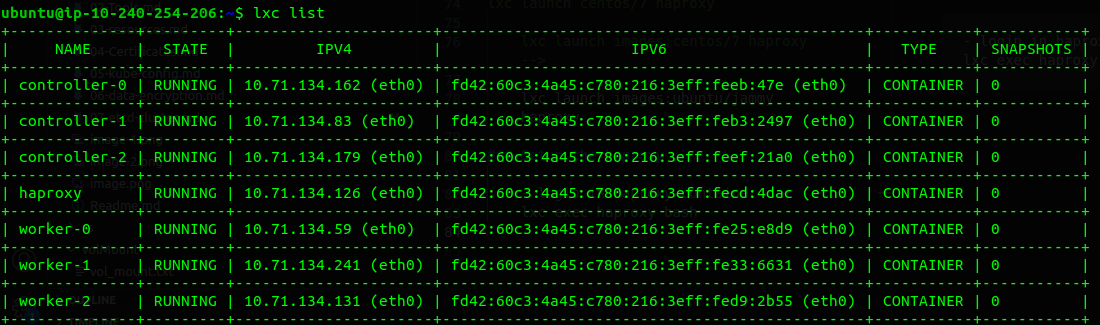 ubuntu@ip-10-240-254-206:~$ lxc list
+--------------+---------+----------------------+-----------------------------------------------+-----------+-----------+
| NAME | STATE | IPV4 | IPV6 | TYPE | SNAPSHOTS |
+--------------+---------+----------------------+-----------------------------------------------+-----------+-----------+
| controller-0 | RUNNING | 10.71.134.162 (eth0) | fd42:60c3:4a45:c780:216:3eff:feeb:47e (eth0) | CONTAINER | 0 |
+--------------+---------+----------------------+-----------------------------------------------+-----------+-----------+
| controller-1 | RUNNING | 10.71.134.83 (eth0) | fd42:60c3:4a45:c780:216:3eff:feb3:2497 (eth0) | CONTAINER | 0 |
+--------------+---------+----------------------+-----------------------------------------------+-----------+-----------+
| controller-2 | RUNNING | 10.71.134.179 (eth0) | fd42:60c3:4a45:c780:216:3eff:feef:21a0 (eth0) | CONTAINER | 0 |
+--------------+---------+----------------------+-----------------------------------------------+-----------+-----------+
| haproxy | RUNNING | 10.71.134.126 (eth0) | fd42:60c3:4a45:c780:216:3eff:fecd:4dac (eth0) | CONTAINER | 0 |
+--------------+---------+----------------------+-----------------------------------------------+-----------+-----------+
| worker-0 | RUNNING | 10.71.134.59 (eth0) | fd42:60c3:4a45:c780:216:3eff:fe25:e8d9 (eth0) | CONTAINER | 0 |
+--------------+---------+----------------------+-----------------------------------------------+-----------+-----------+
| worker-1 | RUNNING | 10.71.134.241 (eth0) | fd42:60c3:4a45:c780:216:3eff:fe33:6631 (eth0) | CONTAINER | 0 |
+--------------+---------+----------------------+-----------------------------------------------+-----------+-----------+
| worker-2 | RUNNING | 10.71.134.131 (eth0) | fd42:60c3:4a45:c780:216:3eff:fed9:2b55 (eth0) | CONTAINER | 0 |
+--------------+---------+----------------------+-----------------------------------------------+-----------+-----------+